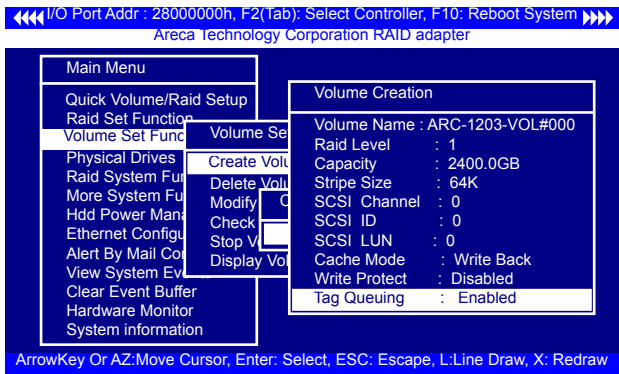 I/O Port Addr : 28000000h, F2(Tab): Select Controller, F10: Reboot System
Areca Technology Corporation RAID adapter
Main Menu
Quick Volume/Raid Setup
Raid Set Function
Volume Set Func
Physical Drives
Raid System Fu
More System Fu
Hdd Power Man
Ethernet Configu
Alert By Mail Co
View System Eve
Clear Event Buffer
Hardware Monitor
System information
Volume Se
Create Volu
Delete Volu
Modify
Check
Stop V
Display Vol
C
Volume Creation
Volume Name : ARC-1203-VOL#000
Raid Level : 1
Capacity : 2400.0GB
Stripe Size : 64K
SCSI Channel : 0
SCSI ID : 0
SCSI LUN : 0
Cache Mode : Write Back
Write Protect : Disabled
Tag Queuing : Enabled
ArrowKey Or AZ:Move Cursor, Enter: Select, ESC: Escape, L:Line Draw, X: Redraw